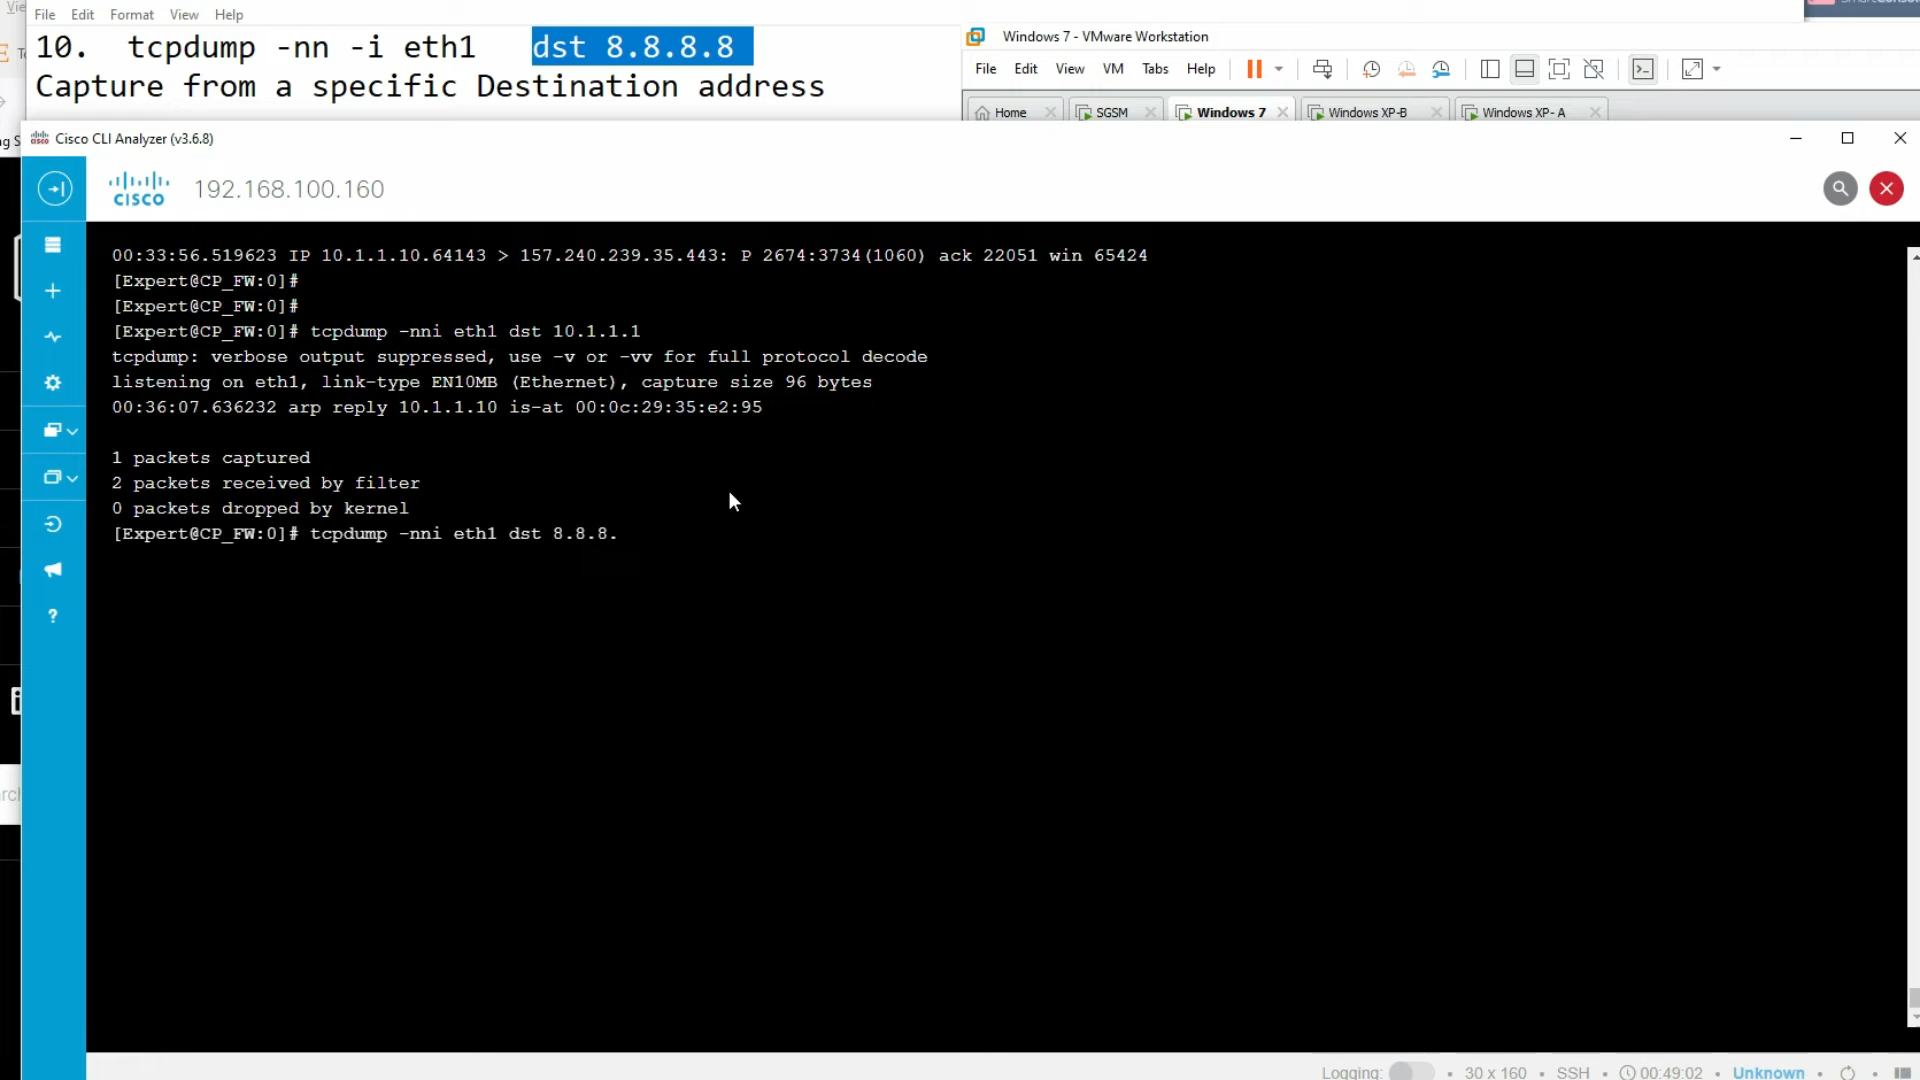 File Edit Format View Help
10. tcpdump -nn -i eth1 dst 8.8.8.8
Capture from a specific Destination address
Windows 7 - VMware Workstation
File Edit View VM Tabs Help
Home SGSM Windows 7 Windows XP-B Windows XP- A
Cisco CLI Analyzer (v3.6.8)
CISCO 192.168.100.160
00:33:56.519623 IP 10.1.1.10.64143 > 157.240.239.35.443: P 2674:3734(1060) ack 22051 win 65424
[Expert@CP_FW:0]#
[Expert@CP_FW:0]#
[Expert@CP_FW:0]# tcpdump -nni eth1 dst 10.1.1.1
tcpdump: verbose output suppressed, use -v or -vv for full protocol decode
listening on eth1, link-type EN10MB (Ethernet), capture size 96 bytes
00:36:07.636232 arp reply 10.1.1.10 is-at 00:0c:29:35:e2:95
1 packets captured
2 packets received by filter
0 packets dropped by kernel
[Expert@CP_FW:0]# tcpdump -nni eth1 dst 8.8.8.
Logging: • 30 x 160 • SSH • 00:49:02 • Unknown •